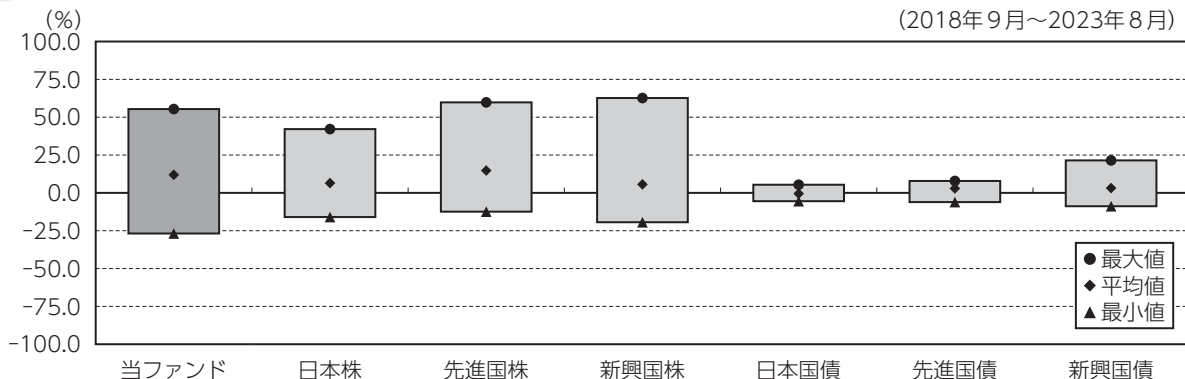 (%)
(2018年9月～2023年8月)
100.0
75.0
50.0
25.0
0.0
-25.0
-50.0
-75.0
-100.0
●最大値
◆平均値
▲最小値
当ファンド 日本株 先進国株 新興国株 日本国債 先進国債 新興国債